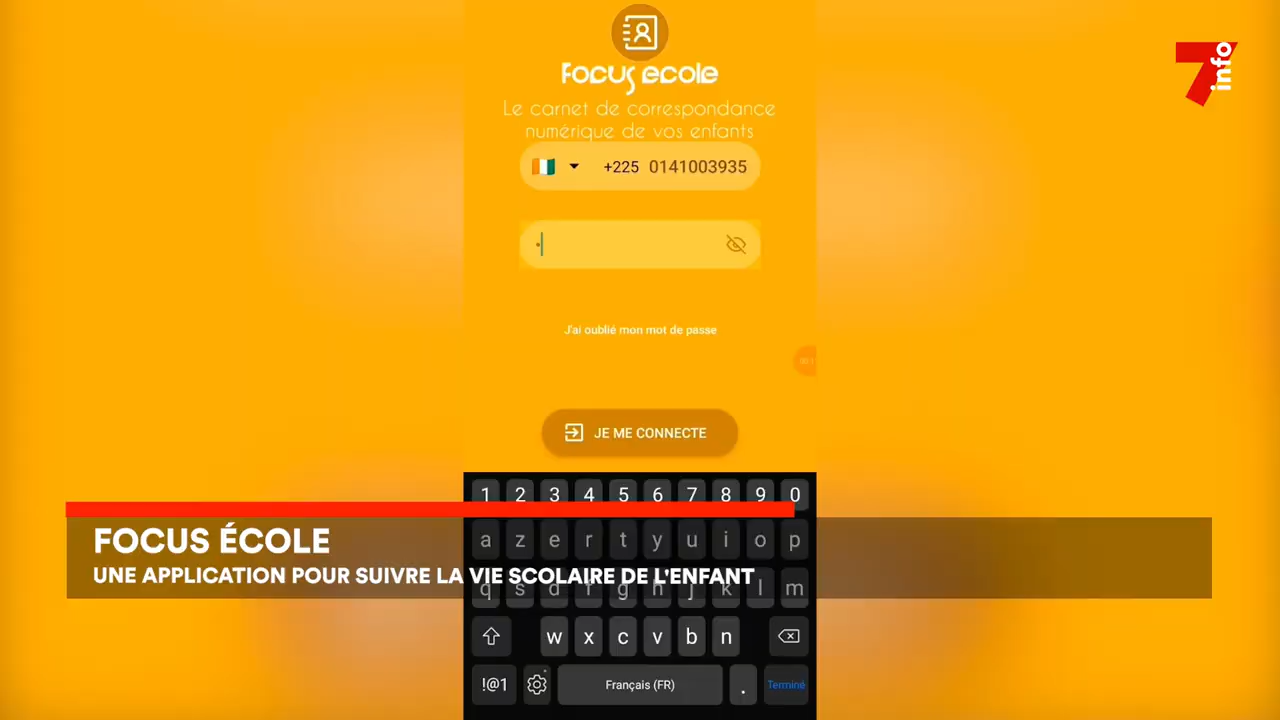 7info
Focus ecole
Le carnet de correspondance
numérique de vos enfants
+225 0141003935
•
J'ai oublié mon mot de passe
JE ME CONNECTE
1 2 3 4 5 6 7 8 9 0
FOCUS ÉCOLE
a z e r t y u i o p
UNE APPLICATION POUR SUIVRE LA VIE SCOLAIRE DE L'ENFANT
q s d f g h j k l m
w x c v b n
!@1 Français (FR) . Terminé